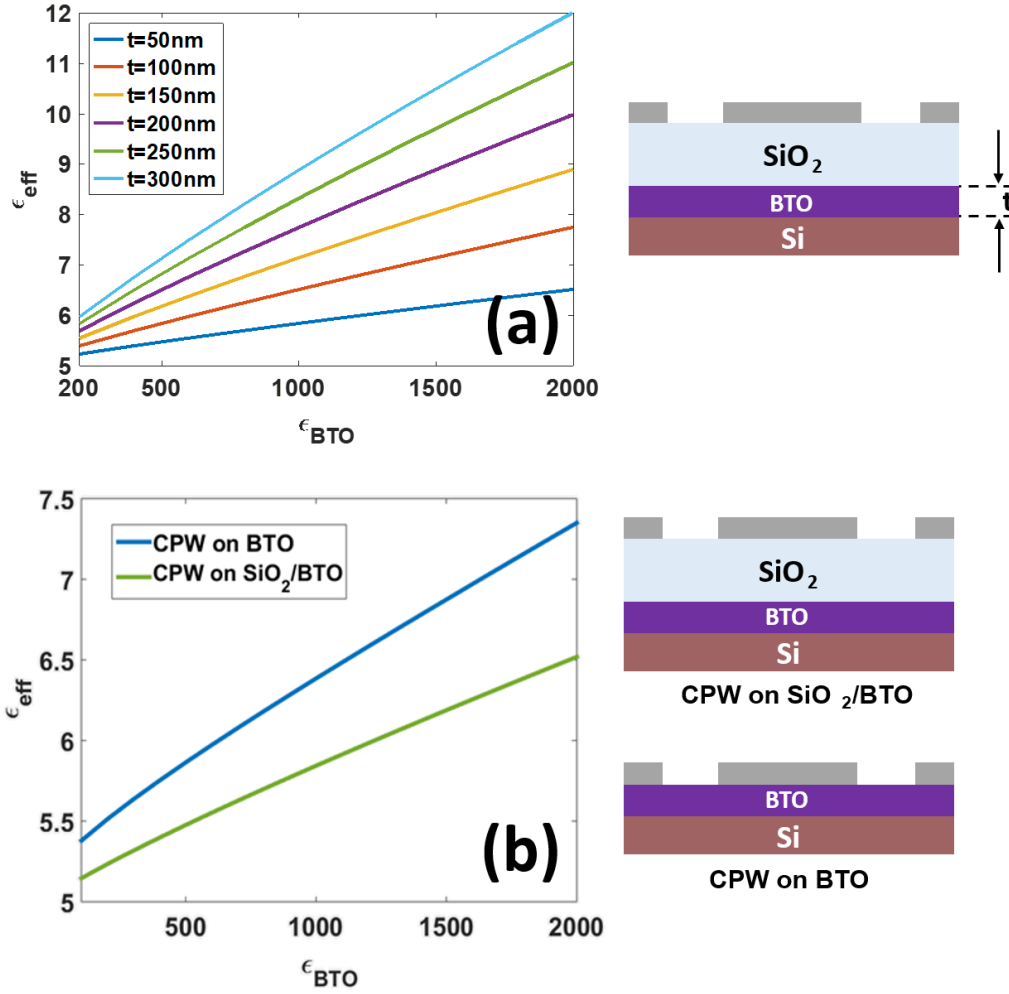 12
11
10
9
8
7
6
5
ϵeff
t=50nm
t=100nm
t=150nm
t=200nm
t=250nm
t=300nm
(a)
200 500 1000 1500 2000
ϵBTO
SiO2
BTO
t
Si
7.5
7
6.5
6
5.5
5
ϵeff
CPW on BTO
CPW on SiO2/BTO
(b)
500 1000 1500 2000
ϵBTO
SiO2
BTO
Si
CPW on SiO 2/BTO
BTO
Si
CPW on BTO